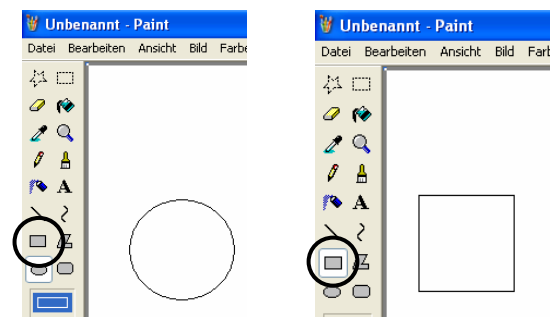 Unbenannt - Paint
Datei Bearbeiten Ansicht Bild Farbe
A
Unbenannt - Paint
Datei Bearbeiten Ansicht Bild Farb
A